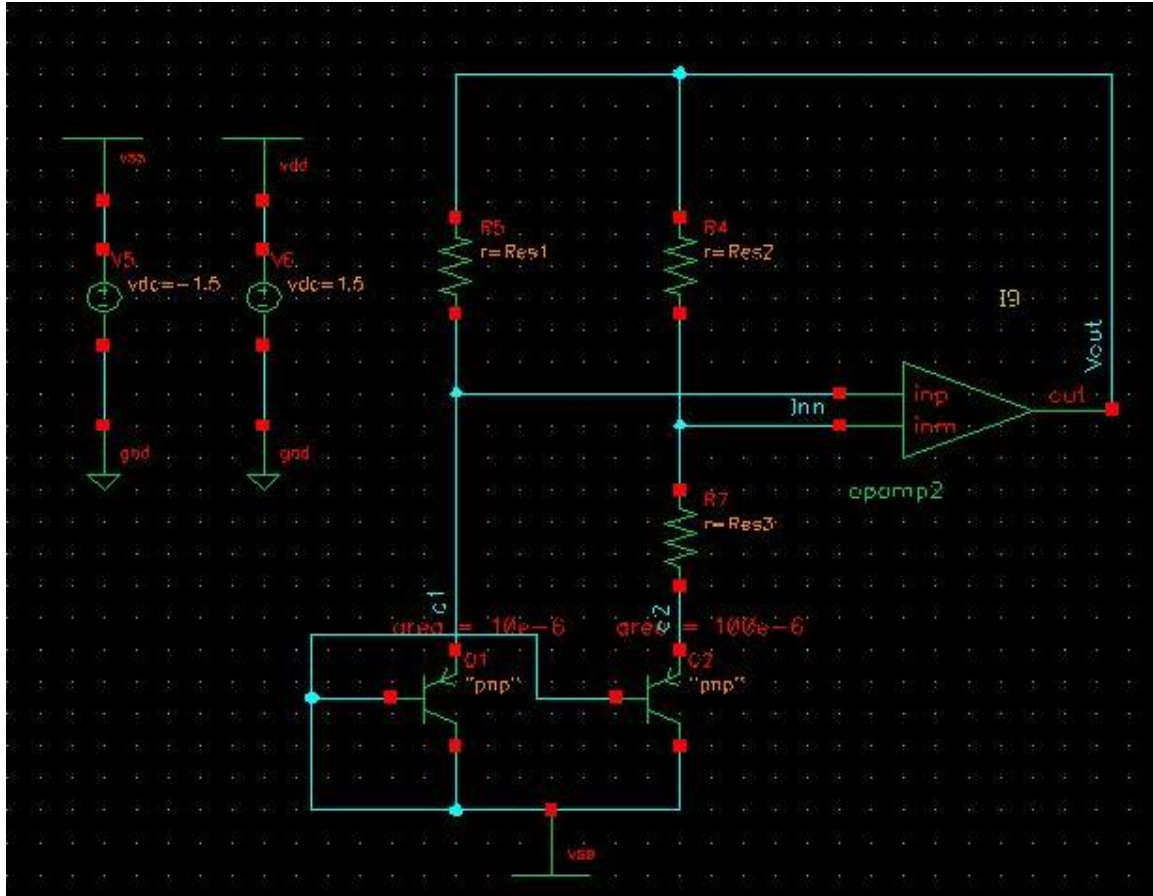 vss
vdd
V5
vdc=-1.5
V6
vdc=1.5
gnd
gnd
R5
r=Res1
R4
r=Res2
I9
Vout
inp
Inn
inm
out
opamp2
R7
r=Res3
c1
c2
area = 10e-6
area = 100e-6
Q1
"pnp"
Q2
"pnp"
vss